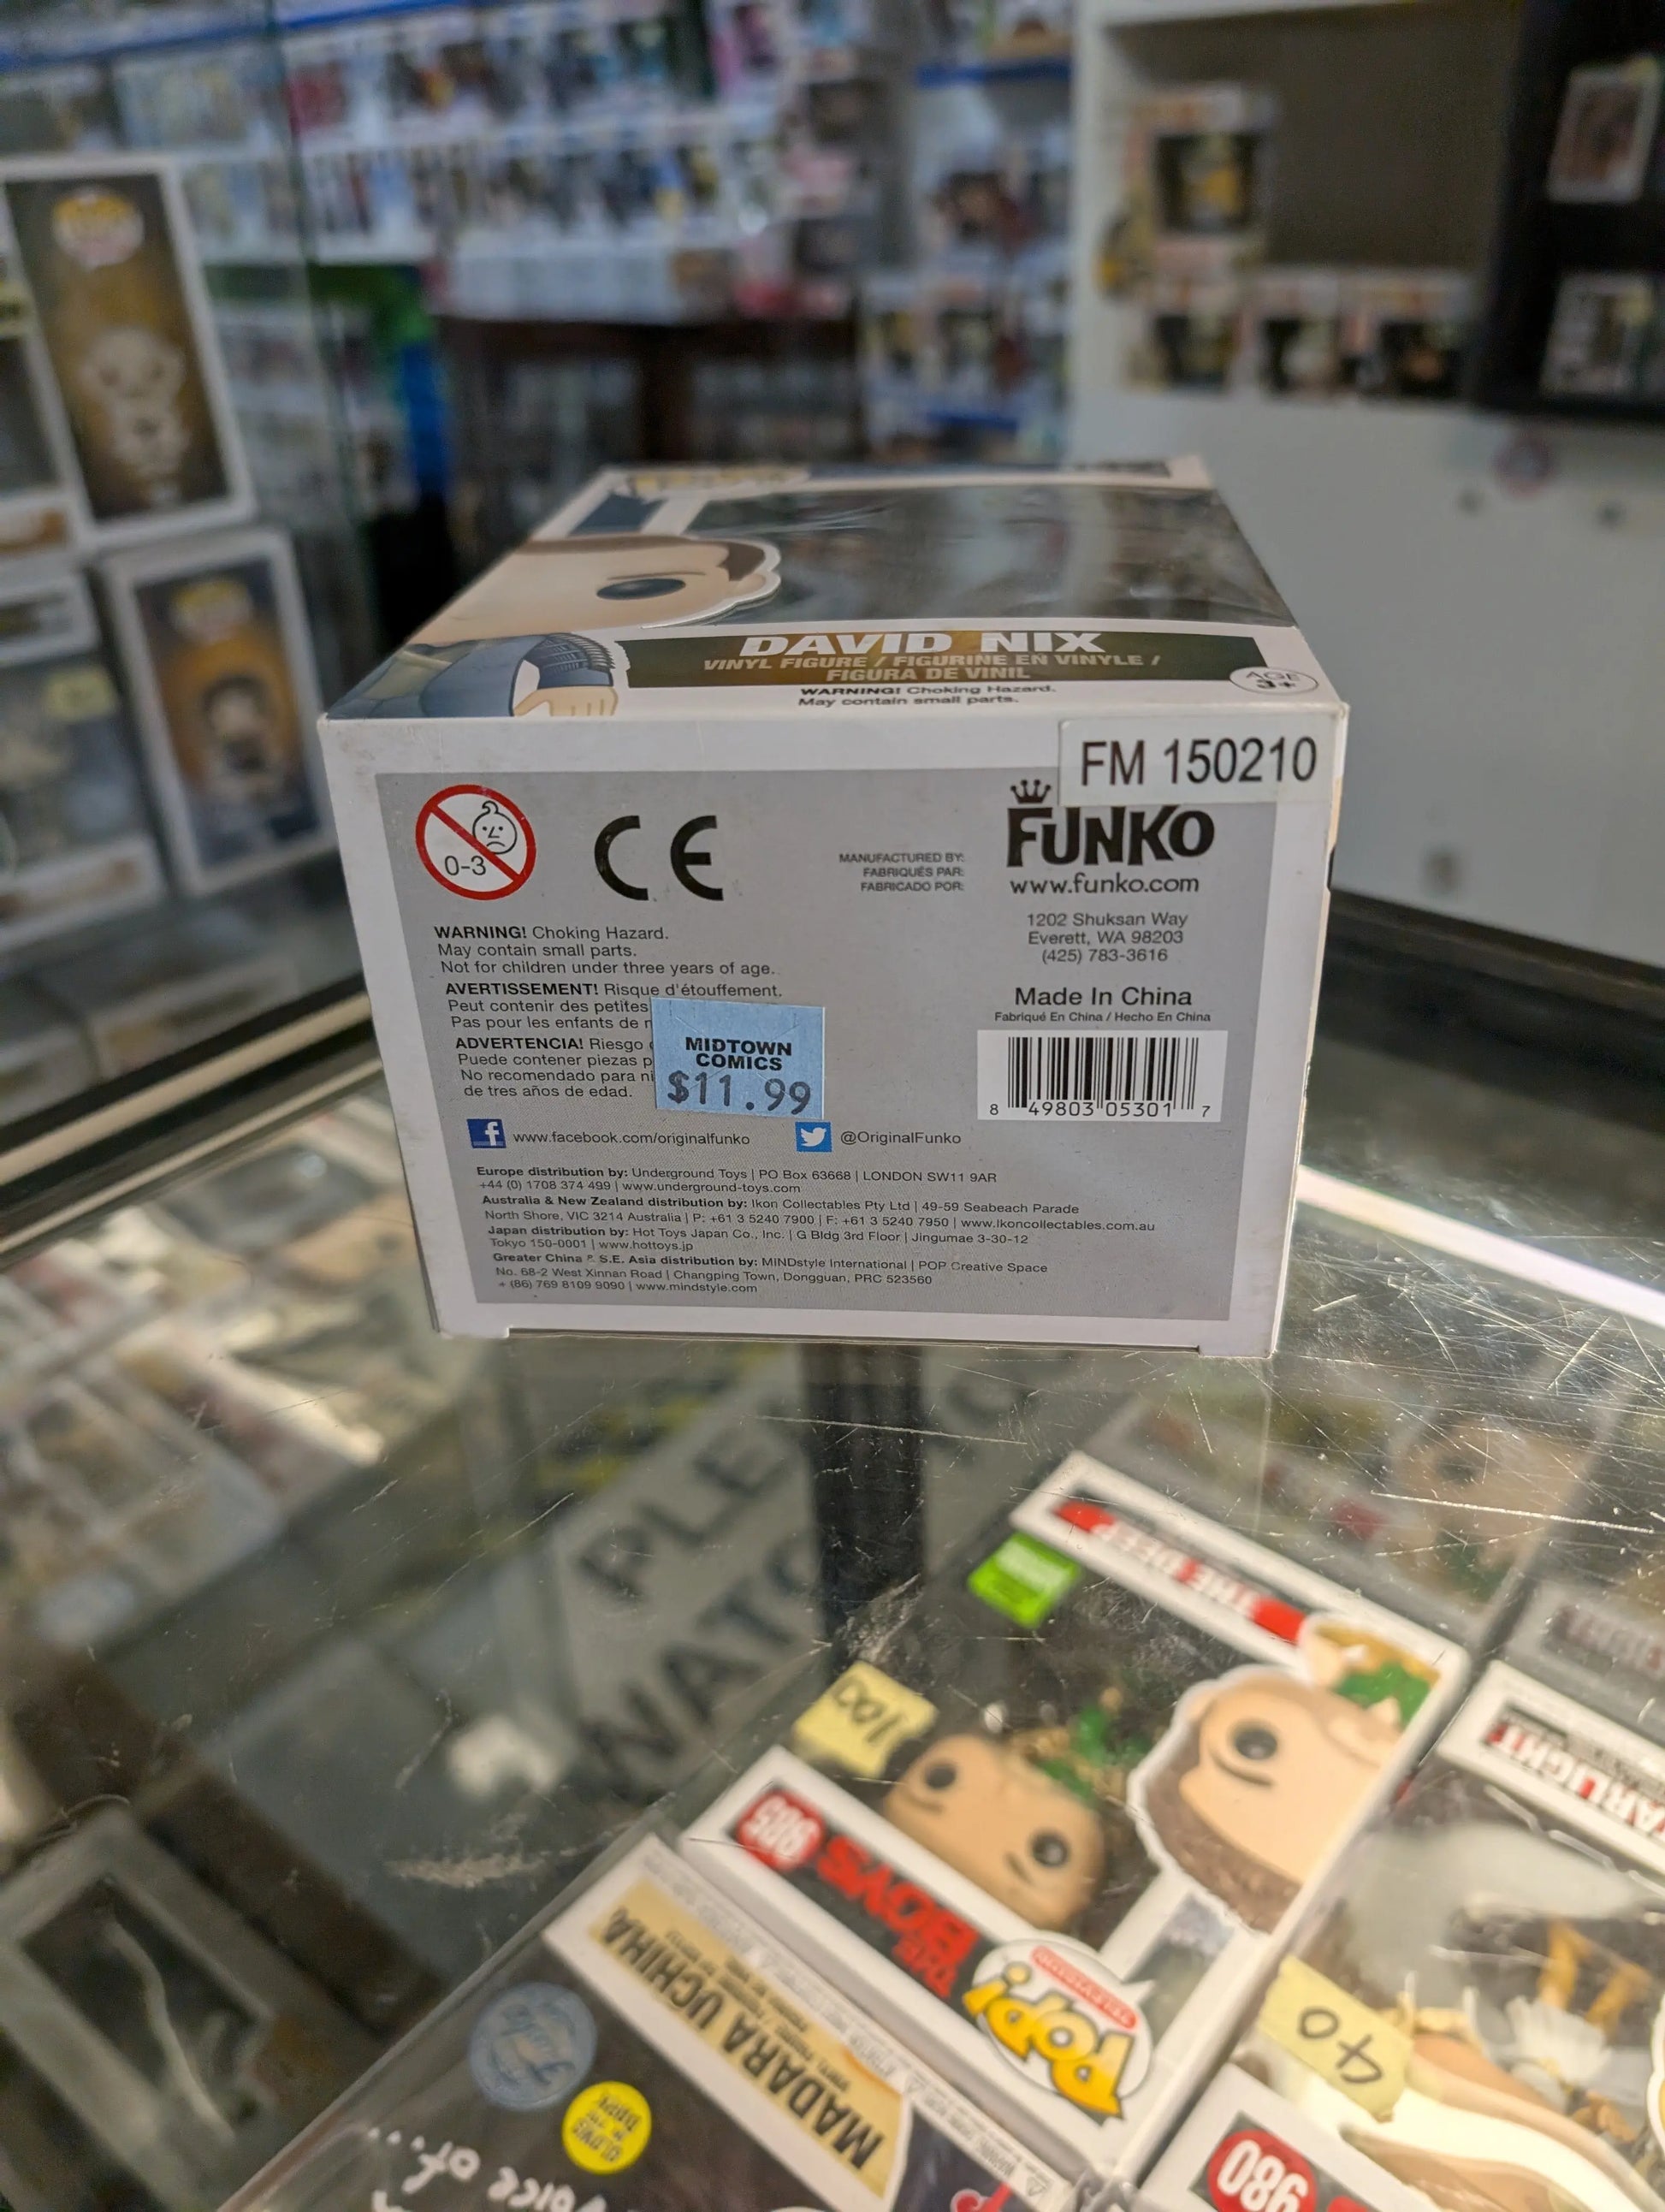 DAVID NIX
VINYL FIGURE / FIGURINE EN VINYLE /
FIGURA DE VINIL
WARNING! Choking Hazard.
May contain small parts.
AGE
3+
FM 150210
0-3
CE
MANUFACTURED BY:
FABRIQUÉS PAR:
FABRICADO POR:
FUNKO
www.funko.com
1202 Shuksan Way
Everett, WA 98203
(425) 783-3616
Made In China
Fabriqué En China / Hecho En China
8 49803 05301 7
WARNING! Choking Hazard.
May contain small parts.
Not for children under three years of age.
AVERTISSEMENT! Risque d'étouffement.
Peut contenir des petites
Pas pour les enfants de
ADVERTENCIA! Riesgo
Puede contener piezas
No recomendado para
de tres años de edad.
MIDTOWN
COMICS
$11.99
www.facebook.com/originalfunko
@OriginalFunko
Europe distribution by: Underground Toys | PO Box 63668 | LONDON SW11 9AR
+44 (0) 1708 374 499 | www.underground-toys.com
Australia & New Zealand distribution by: Ikon Collectables Pty Ltd | 49-59 Seabeach Parade
North Shore, VIC 3214 Australia | P: +61 3 5240 7900 | F: +61 3 5240 7950 | www.Ikoncollectables.com.au
Japan distribution by: Hot Toys Japan Co., Inc. | G Bldg 3rd Floor | Jingumae 3-30-12
Tokyo 150-0001 | www.hottoys.jp
Greater China & S.E. Asia distribution by: MINDstyle International | POP Creative Space
No. 68-2 West Xinnan Road | Changping Town, Dongguan, PRC 523560
+ (86) 769 8109 9090 | www.mindstyle.com
THE DEEP
100
985
THE BOYS
POP!
MADARA UCHIHA
40
980